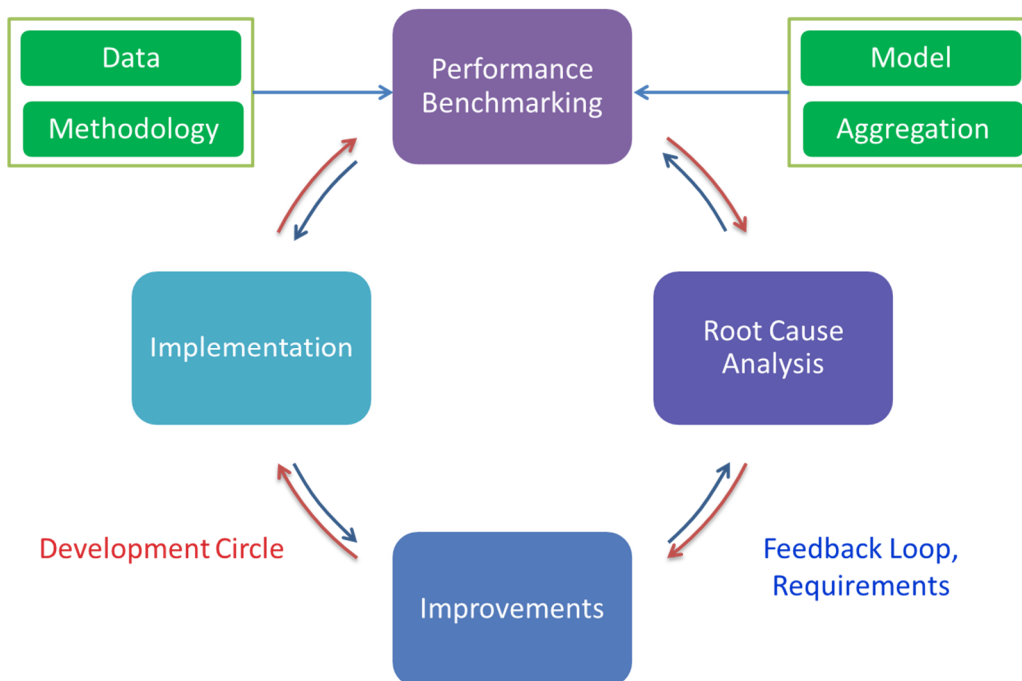 Data
Methodology
Performance
Benchmarking
Model
Aggregation
Implementation
Root Cause
Analysis
Development Circle
Improvements
Feedback Loop,
Requirements